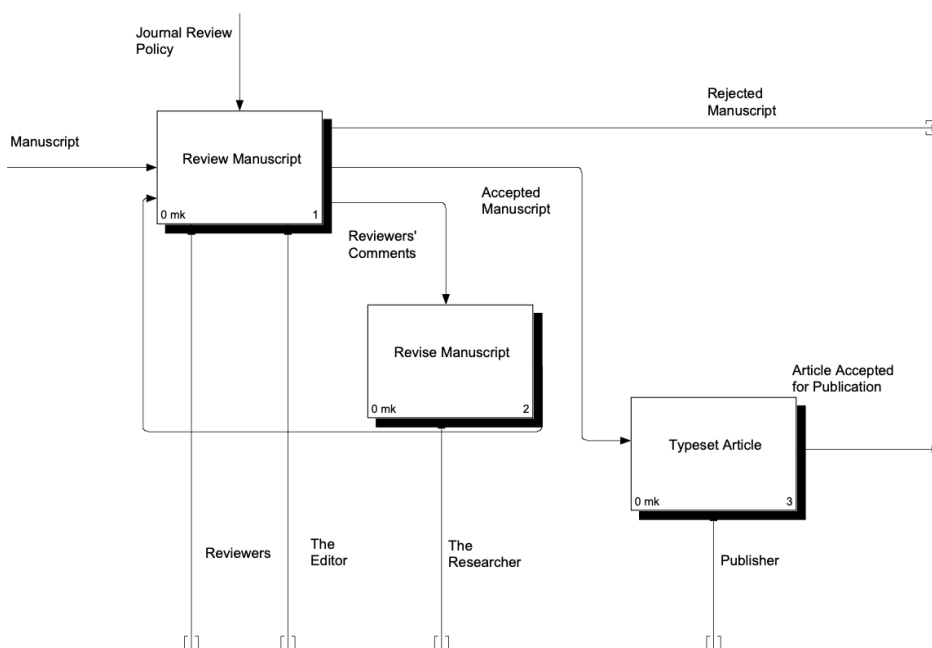 Journal Review
Policy
Rejected
Manuscript
Manuscript
Review Manuscript
0 mk
1
Accepted
Manuscript
Reviewers'
Comments
Revise Manuscript
0 mk
2
Article Accepted
for Publication
Typeset Article
0 mk
3
Reviewers
The
Editor
The
Researcher
Publisher